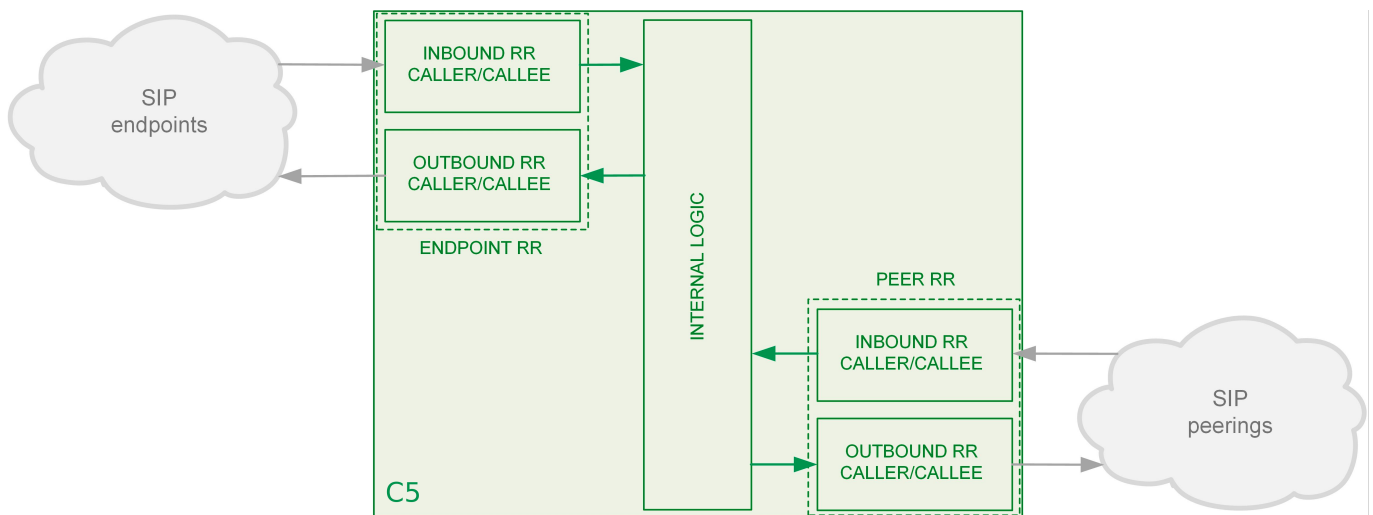 INBOUND RR
CALLER/CALLEE
SIP
endpoints
OUTBOUND RR
CALLER/CALLEE
ENDPOINT RR
INTERNAL LOGIC
PEER RR
INBOUND RR
CALLER/CALLEE
SIP
peerings
OUTBOUND RR
CALLER/CALLEE
C5